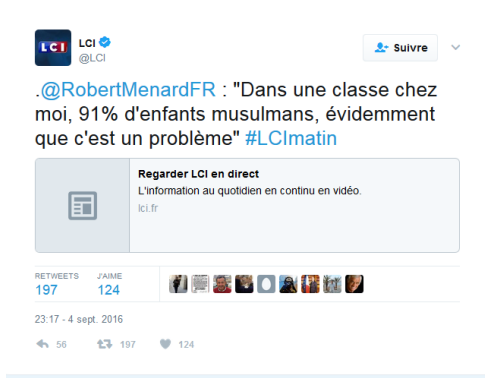 LCI
LCI
@LCI
Suivre
.@RobertMenardFR : "Dans une classe chez
moi, 91% d'enfants musulmans, évidemment
que c'est un problème" #LCImatin
Regarder LCI en direct
L'information au quotidien en continu en vidéo.
lci.fr
RETWEETS J'AIME
197 124
23:17 - 4 sept. 2016
56 197 124